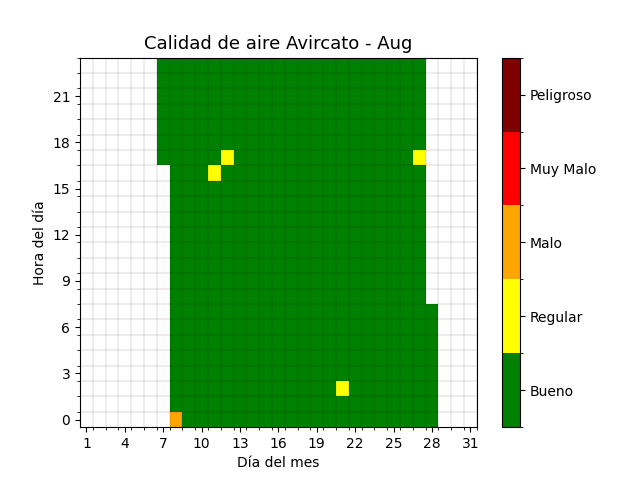 Calidad de aire Avircato - Aug
Hora del día
21
18
15
12
9
6
3
0
1 4 7 10 13 16 19 22 25 28 31
Día del mes
Peligroso
Muy Malo
Malo
Regular
Bueno